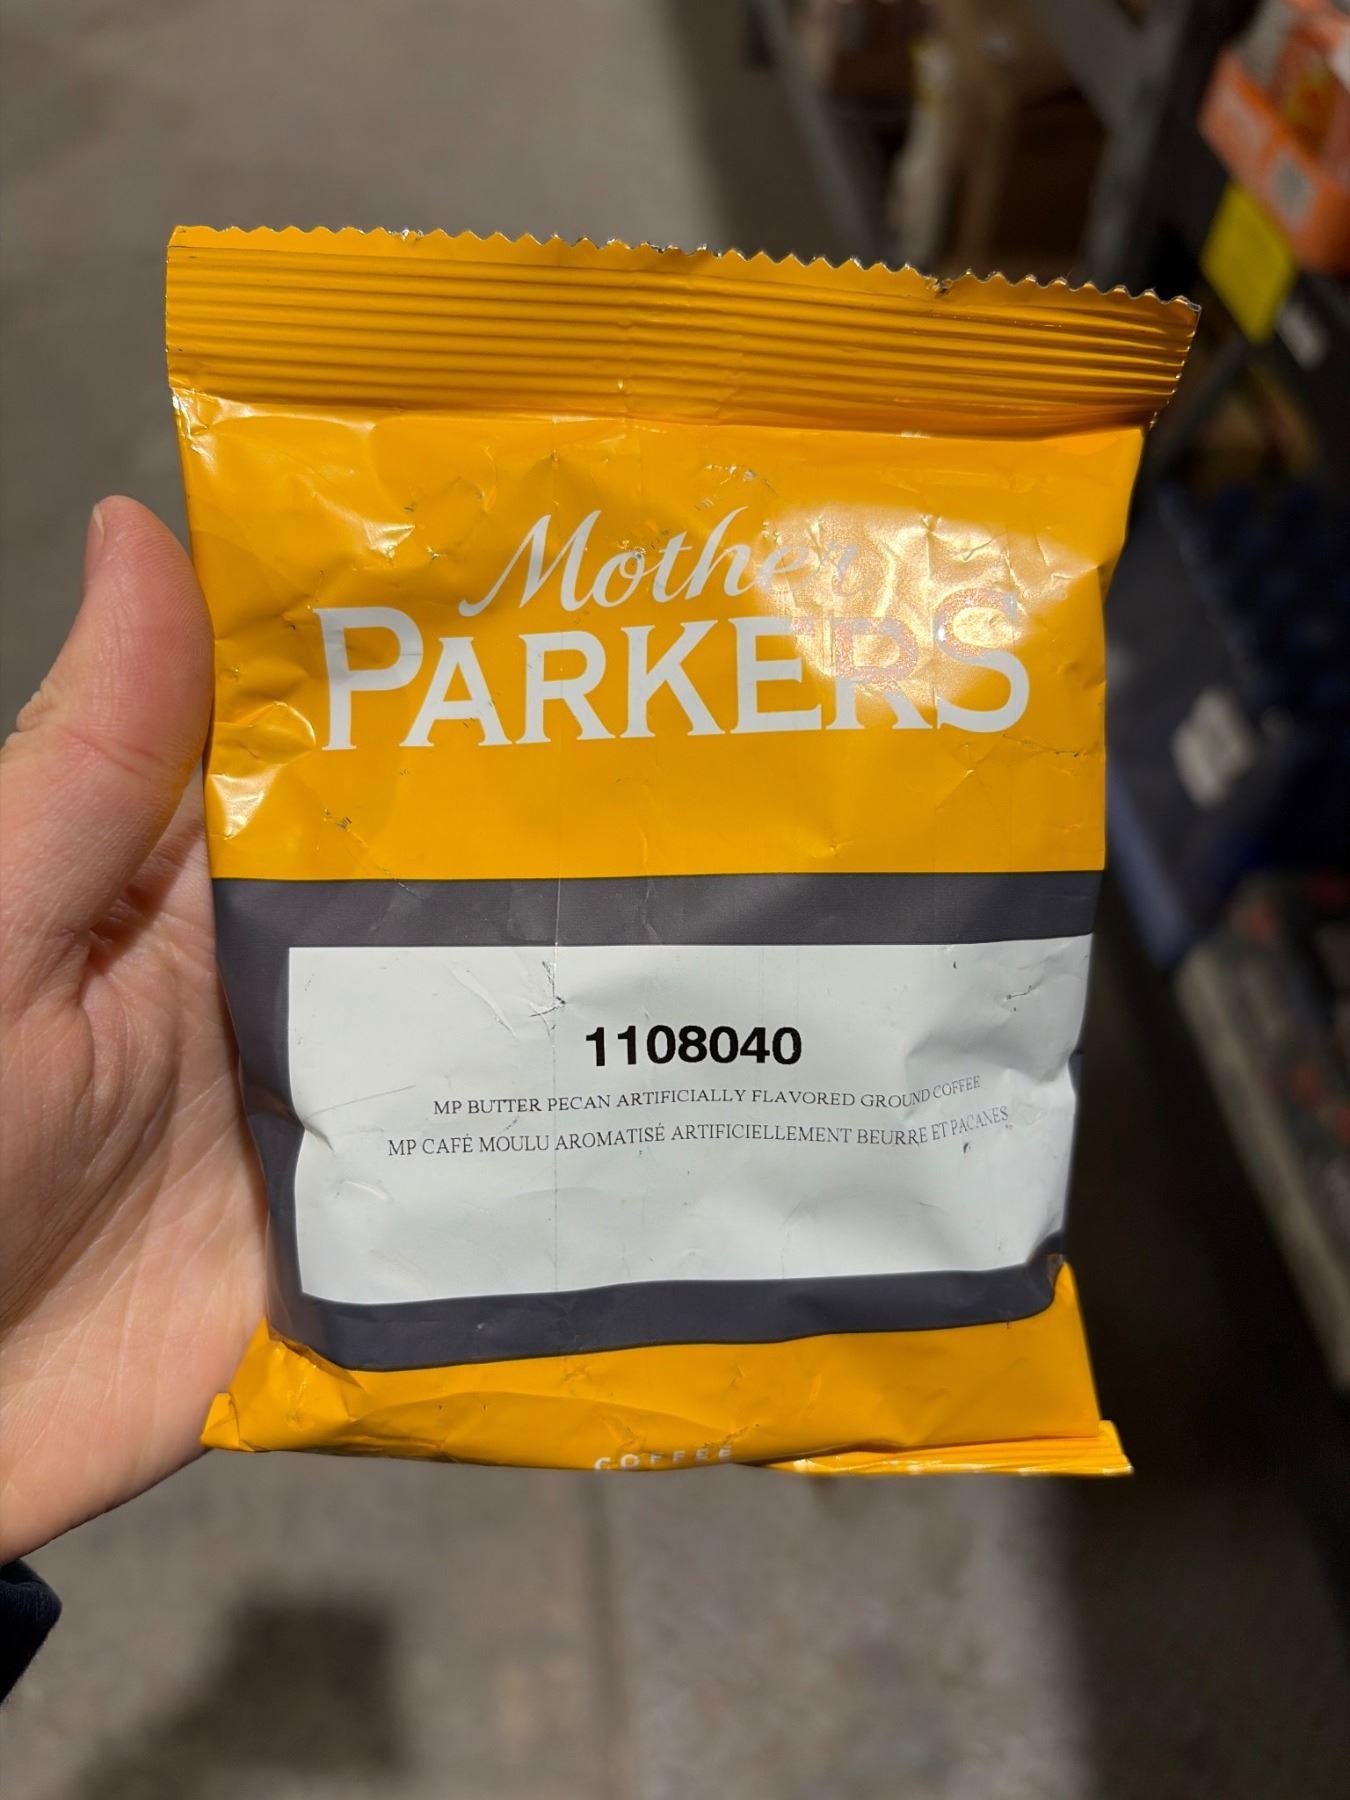 Mother
PARKERS
1108040
MP BUTTER PECAN ARTIFICIALLY FLAVORED GROUND COFFEE
MP CAFÉ MOULU AROMATISÉ ARTIFICIELLEMENT BEURRE ET PACANES
COFFEE